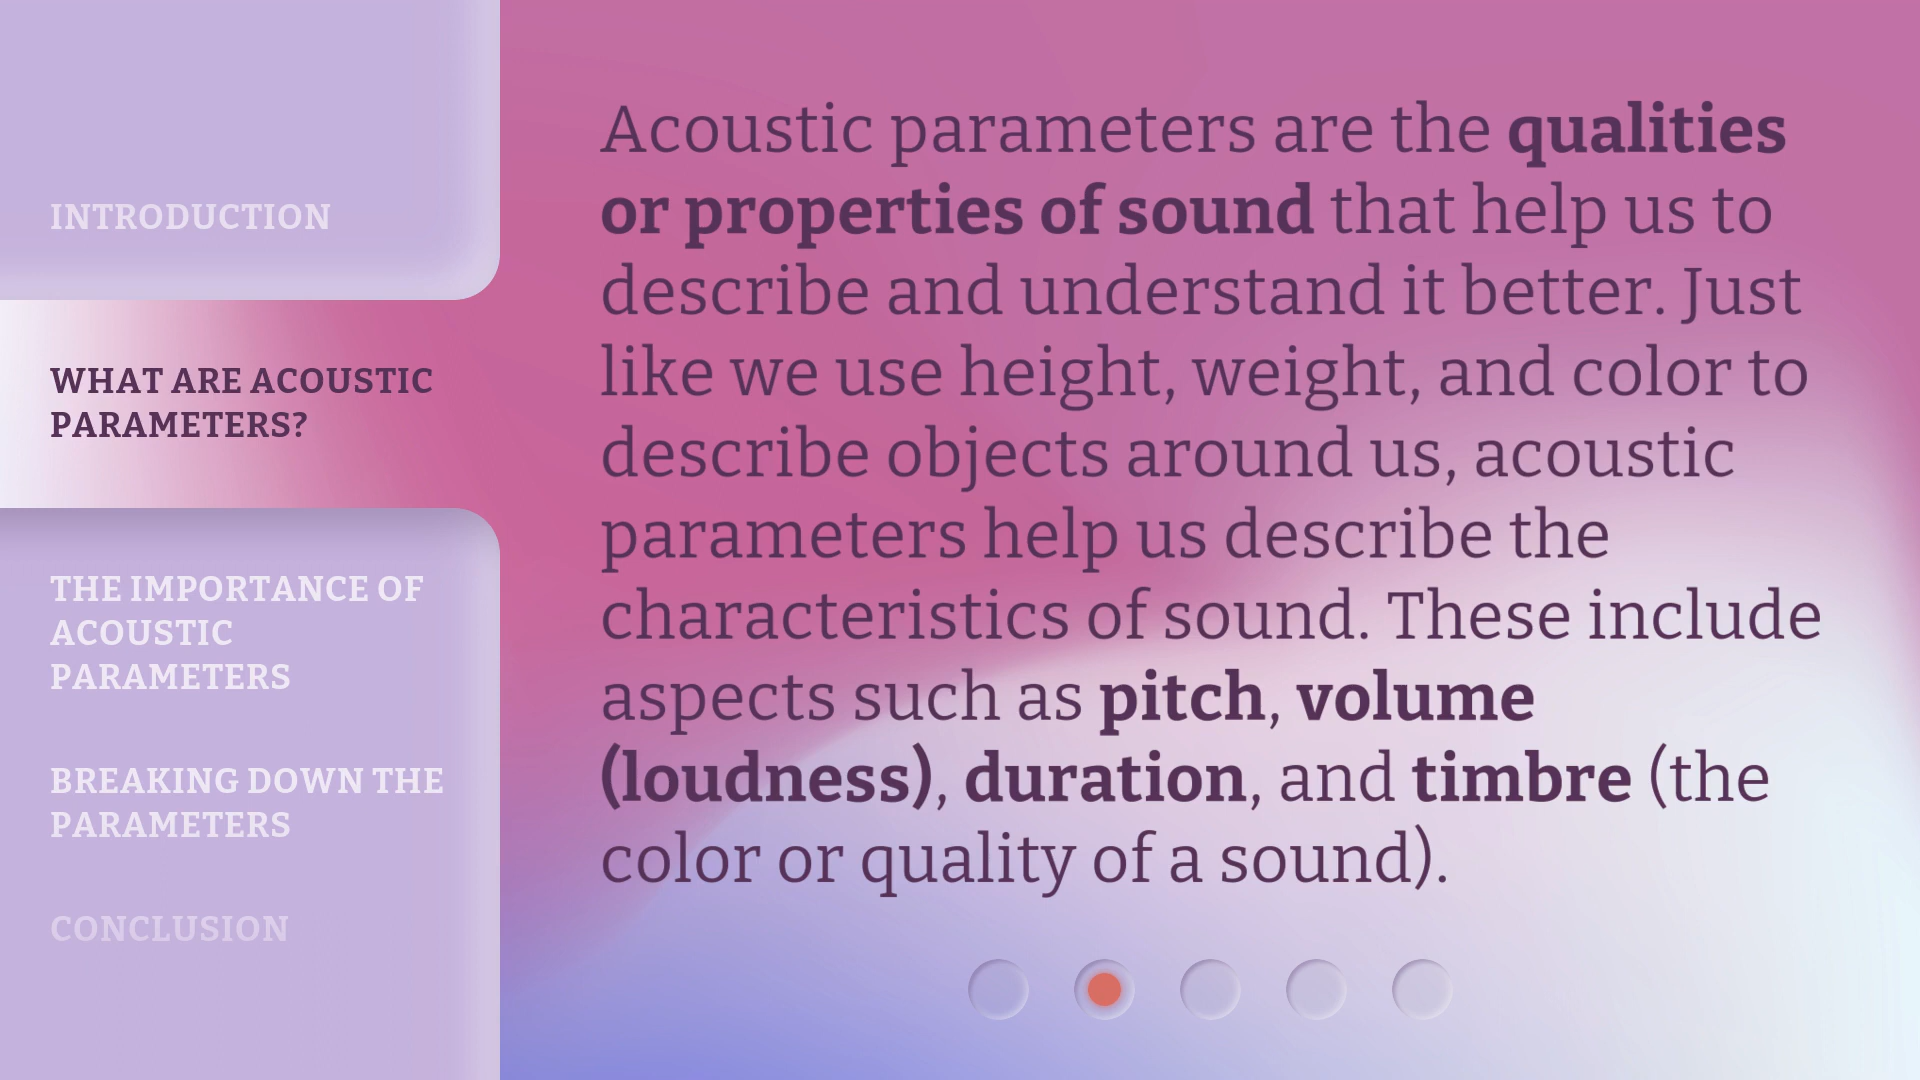 INTRODUCTION
WHAT ARE ACOUSTIC
PARAMETERS?
THE IMPORTANCE OF
ACOUSTIC
PARAMETERS
BREAKING DOWN THE
PARAMETERS
CONCLUSION
Acoustic parameters are the qualities
or properties of sound that help us to
describe and understand it better. Just
like we use height, weight, and color to
describe objects around us, acoustic
parameters help us describe the
characteristics of sound. These include
aspects such as pitch, volume
(loudness), duration, and timbre (the
color or quality of a sound).